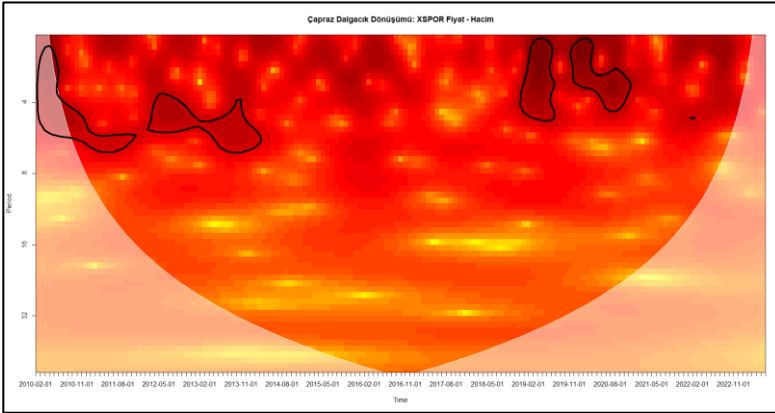 Çapraz Dalgacık Dönüşümü: XSPOR Fiyat - Hacim
4
8
16
32
Period
2010-02-01 2010-11-01 2011-08-01 2012-05-01 2013-02-01 2013-11-01 2014-08-01 2015-05-01 2016-02-01 2016-11-01 2017-08-01 2018-05-01 2019-02-01 2019-11-01 2020-08-01 2021-05-01 2022-02-01 2022-11-01
Time